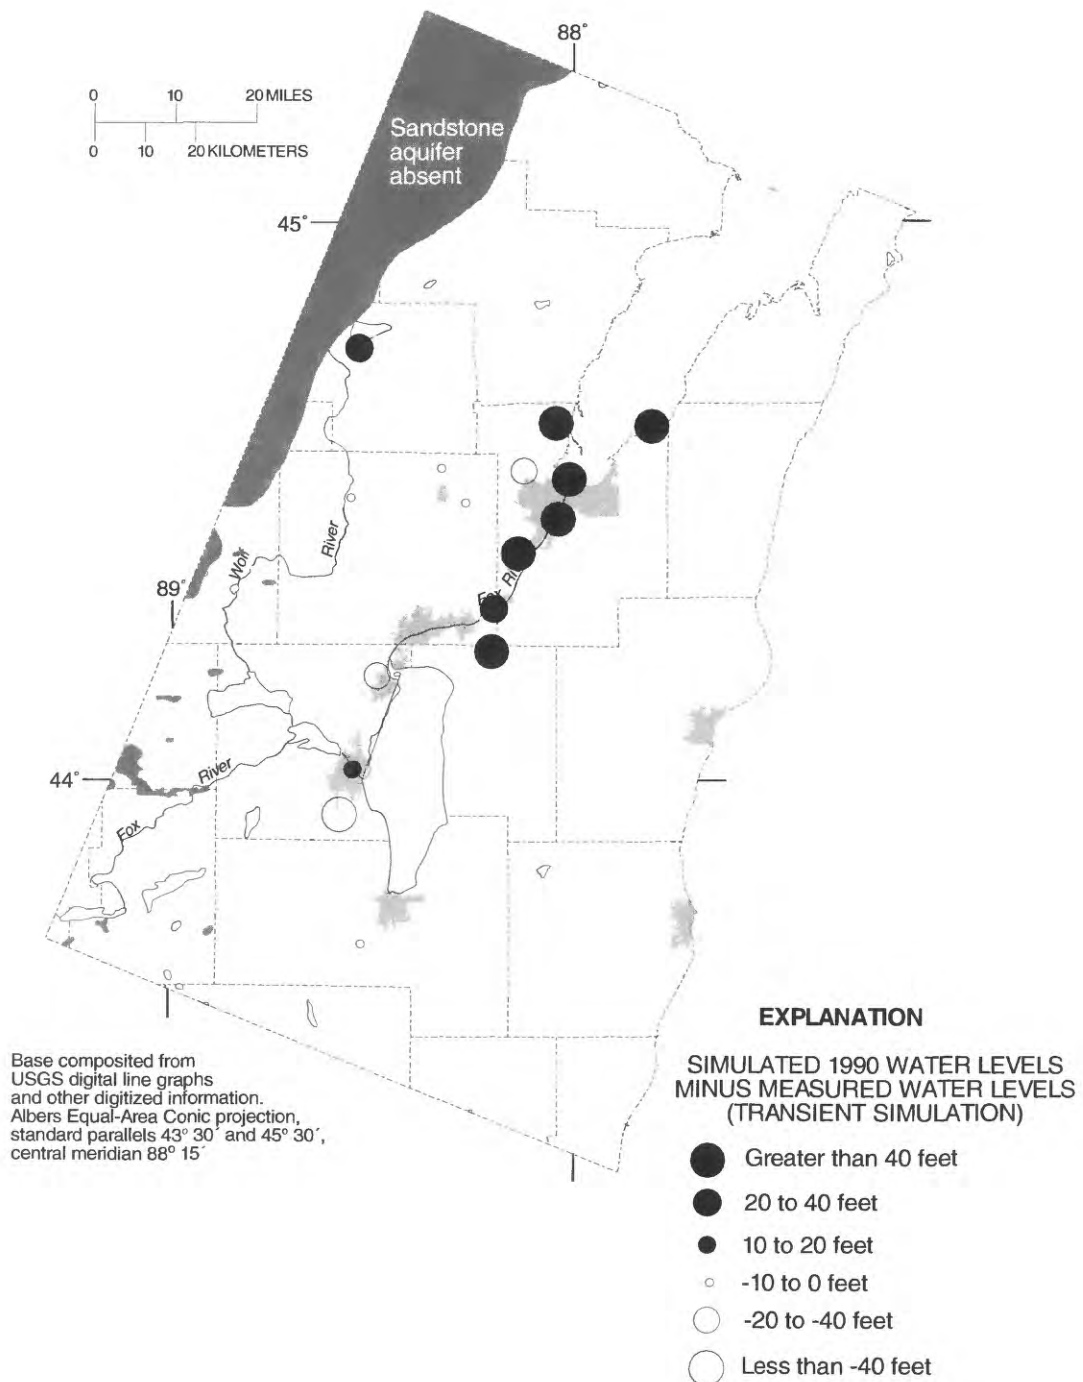 88°
0 10 20 MILES
0 10 20 KILOMETERS
Sandstone
aquifer
absent
45°
River
Wolf
89°
Fox Ri
44°
River
Fox
EXPLANATION
SIMULATED 1990 WATER LEVELS
MINUS MEASURED WATER LEVELS
(TRANSIENT SIMULATION)
Greater than 40 feet
20 to 40 feet
10 to 20 feet
-10 to 0 feet
-20 to -40 feet
Less than -40 feet
Base composited from
USGS digital line graphs
and other digitized information.
Albers Equal-Area Conic projection,
standard parallels 43° 30´ and 45° 30´,
central meridian 88° 15´